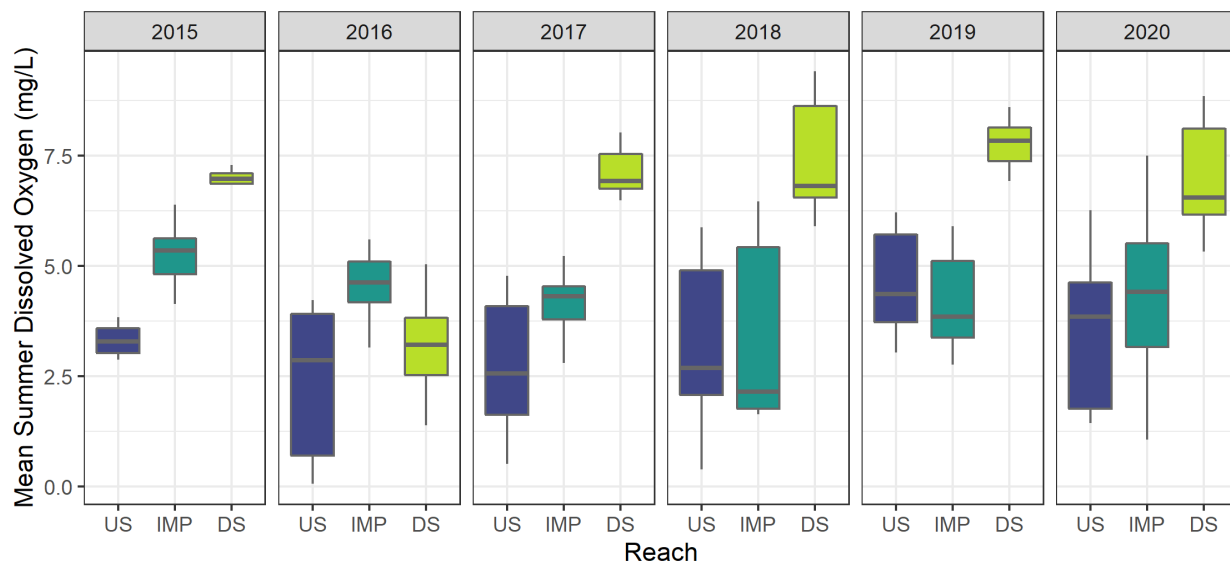 2015 2016 2017 2018 2019 2020
Mean Summer Dissolved Oxygen (mg/L)
7.5
5.0
2.5
0.0
US IMP DS US IMP DS US IMP DS US IMP DS US IMP DS US IMP DS
Reach